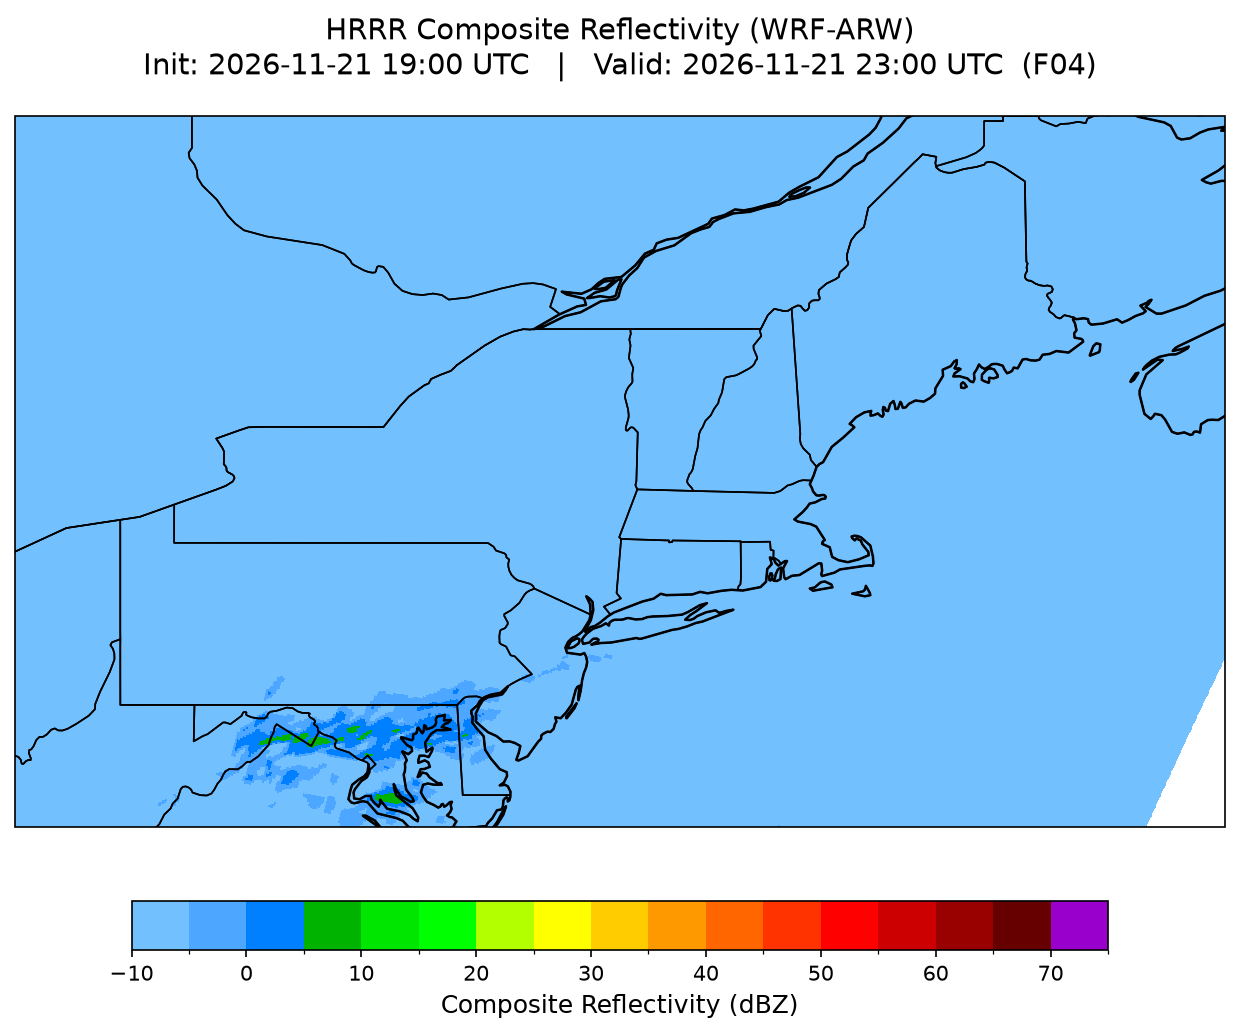 HRRR Composite Reflectivity (WRF-ARW)
Init: 2026-11-21 19:00 UTC   |   Valid: 2026-11-21 23:00 UTC  (F04)
−10 0 10 20 30 40 50 60 70
Composite Reflectivity (dBZ)